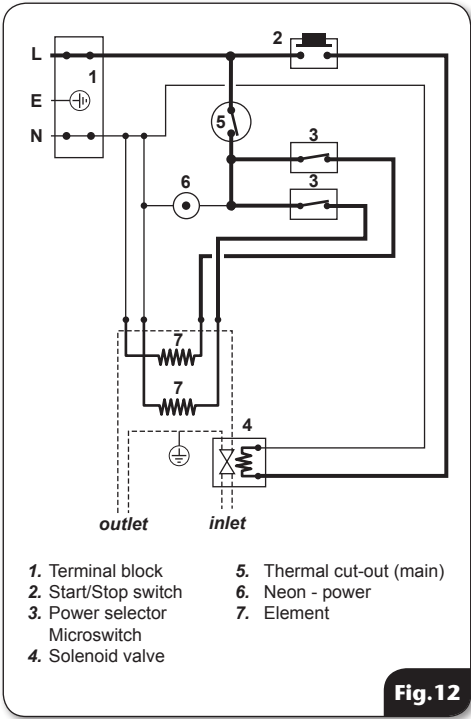 2
L
1
E
5
3
N
6
3
7
7
4
outlet
inlet
1. Terminal block
2. Start/Stop switch
3. Power selector
Microswitch
4. Solenoid valve
5. Thermal cut-out (main)
6. Neon - power
7. Element
Fig.12